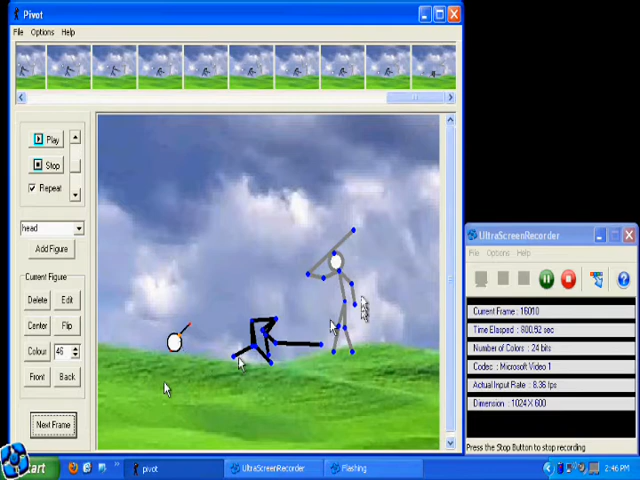 Pivot
File Options Help
Play
Stop
Repeat
head
Add Figure
Current Figure
Delete Edit
Center Flip
Colour 46
Front Back
Next Frame
UltraScreenRecorder
File Options Help
Current Frame : 16010
Time Elasped : 800.92 sec
Number of Colors : 24 bits
Codec : Microsoft Video 1
Actual Input Rate : 8.36 fps
Dimension : 1024 X 600
Press the Stop Button to stop recording
start pivot UltraScreenRecorder Flashing 2:46 PM